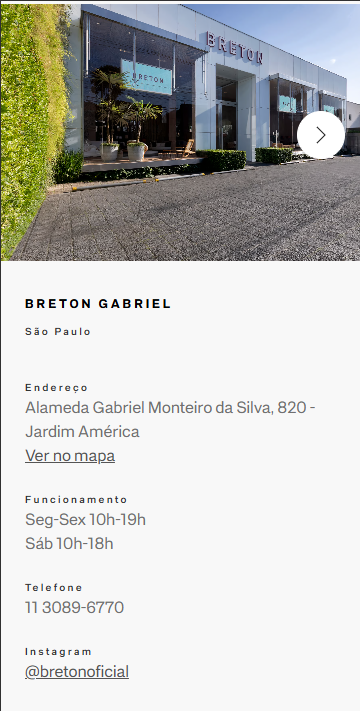 BRETON
BRETON
BRETON GABRIEL
São Paulo
Endereço
Alameda Gabriel Monteiro da Silva, 820 -
Jardim América
Ver no mapa
Funcionamento
Seg-Sex 10h-19h
Sáb 10h-18h
Telefone
11 3089-6770
Instagram
@bretonoficial